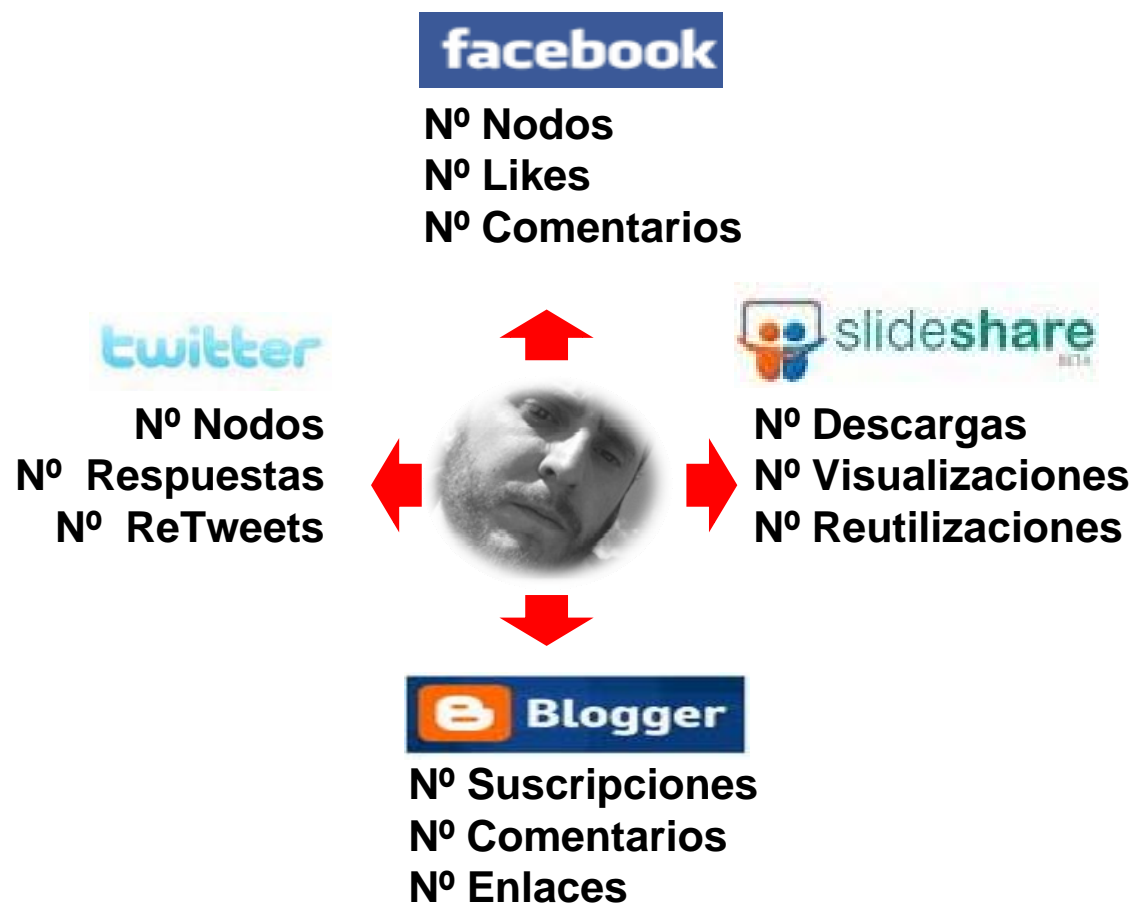 facebook
Nº Nodos
Nº Likes
Nº Comentarios
twitter
Nº Nodos
Nº Respuestas
Nº ReTweets
slideshare
BETA
Nº Descargas
Nº Visualizaciones
Nº Reutilizaciones
Blogger
Nº Suscripciones
Nº Comentarios
Nº Enlaces